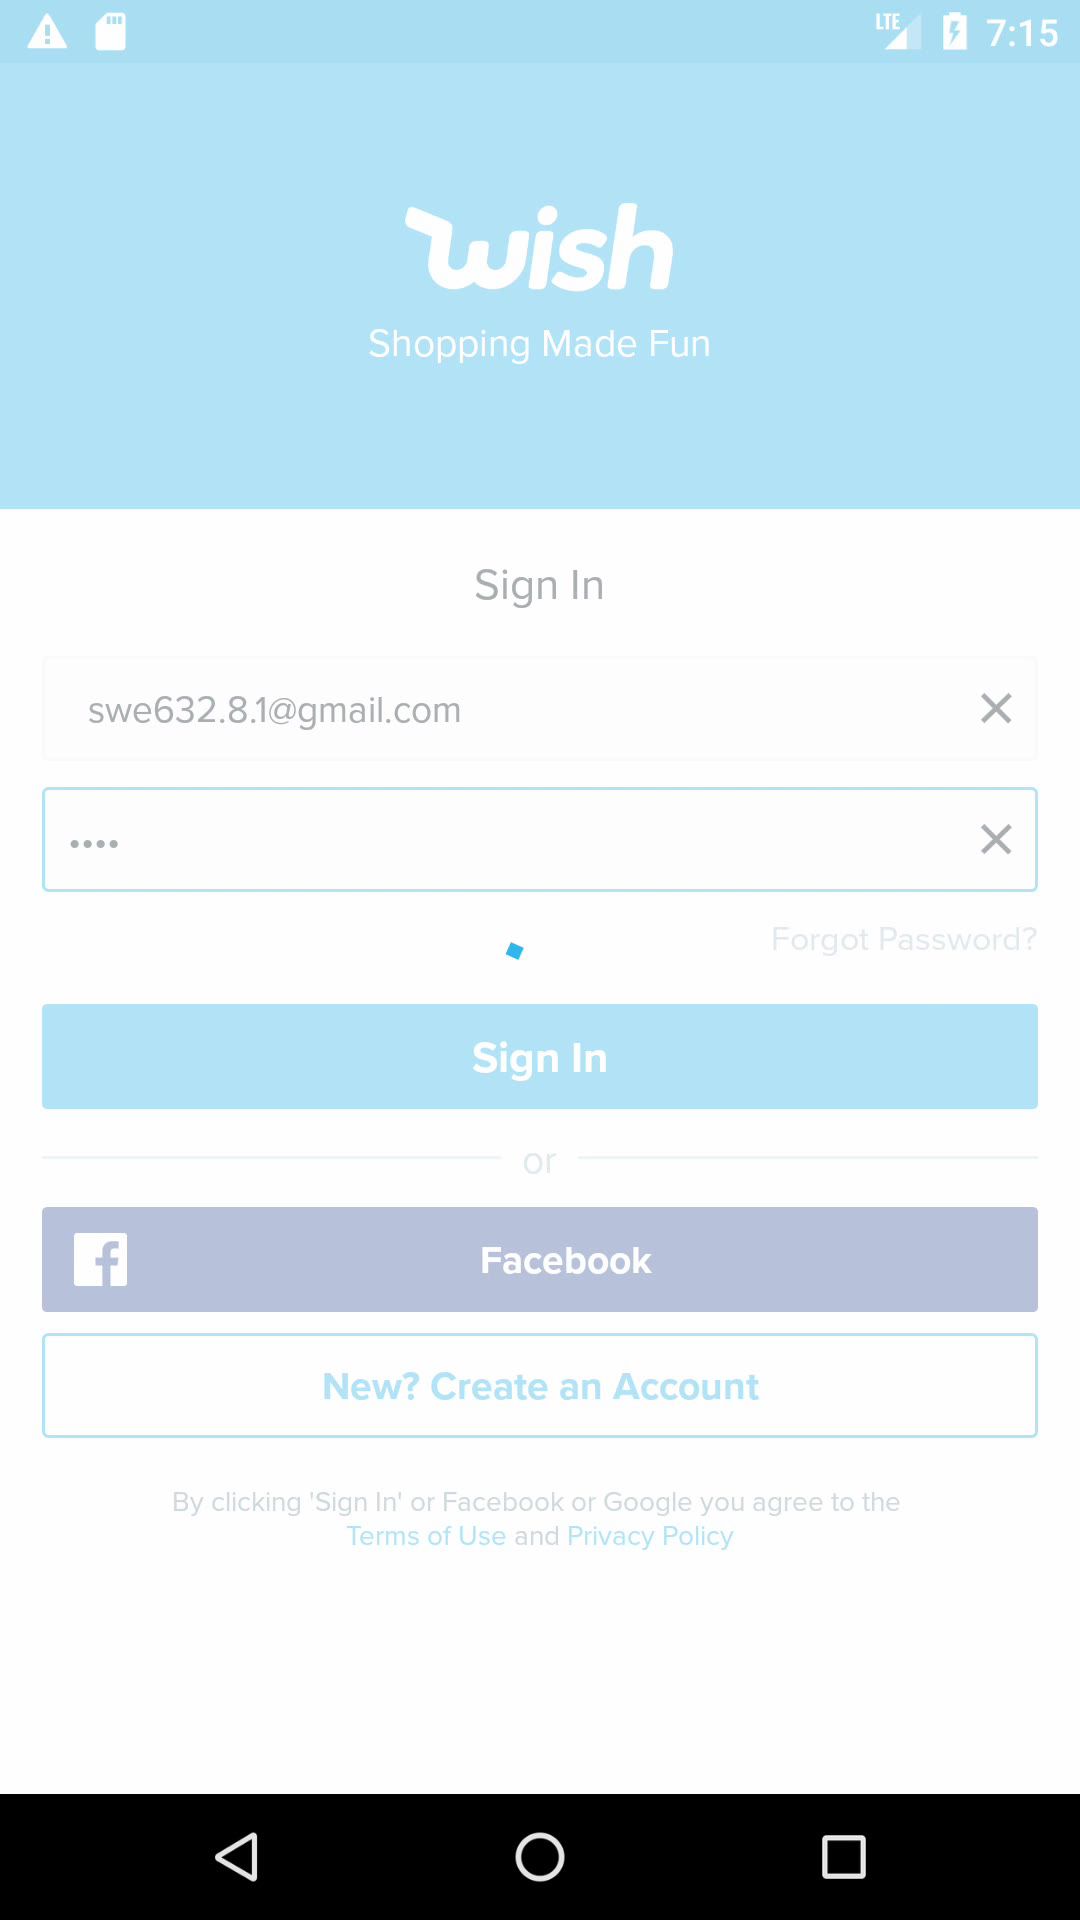 LTE 7:15
wish
Shopping Made Fun
Sign In
swe632.8.1@gmail.com
••••
Forgot Password?
Sign In
or
Facebook
New? Create an Account
By clicking 'Sign In' or Facebook or Google you agree to the
Terms of Use and Privacy Policy